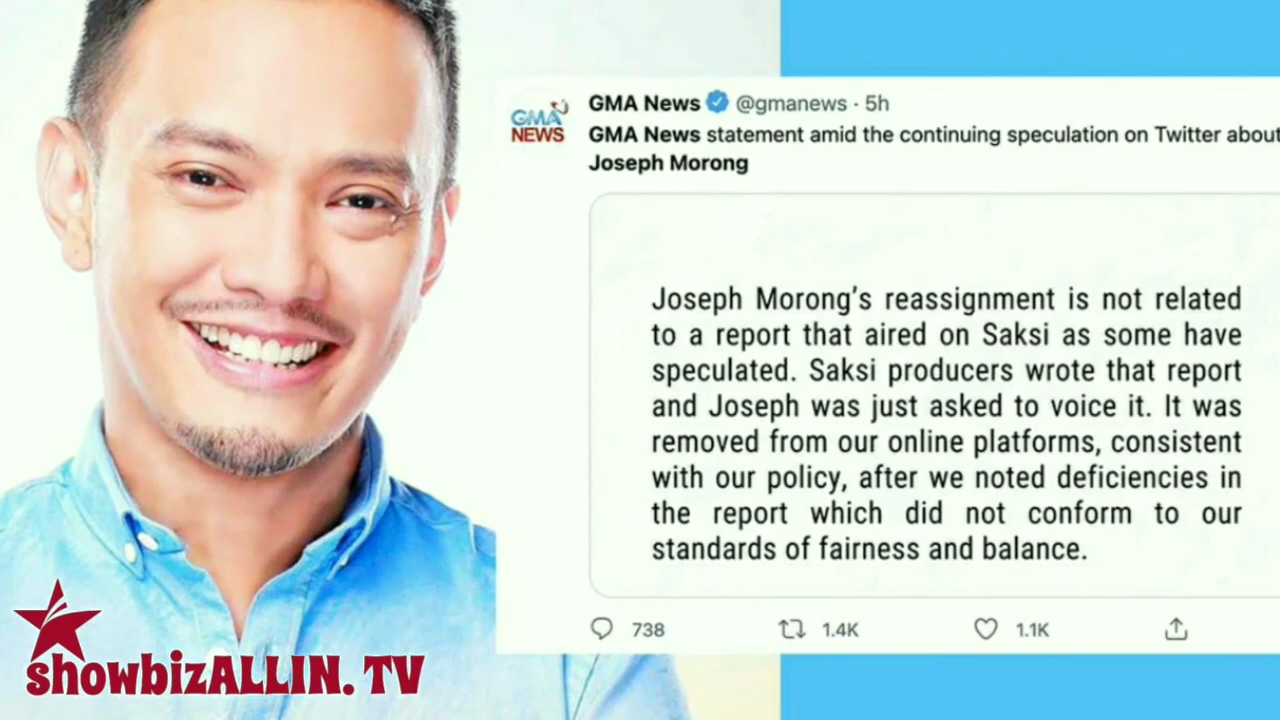 GMA
NEWS
GMA News @gmanews · 5h
GMA News statement amid the continuing speculation on Twitter about
Joseph Morong
Joseph Morong's reassignment is not related
to a report that aired on Saksi as some have
speculated. Saksi producers wrote that report
and Joseph was just asked to voice it. It was
removed from our online platforms, consistent
with our policy, after we noted deficiencies in
the report which did not conform to our
standards of fairness and balance.
738 1.4K 1.1K
showbizALLIN. TV